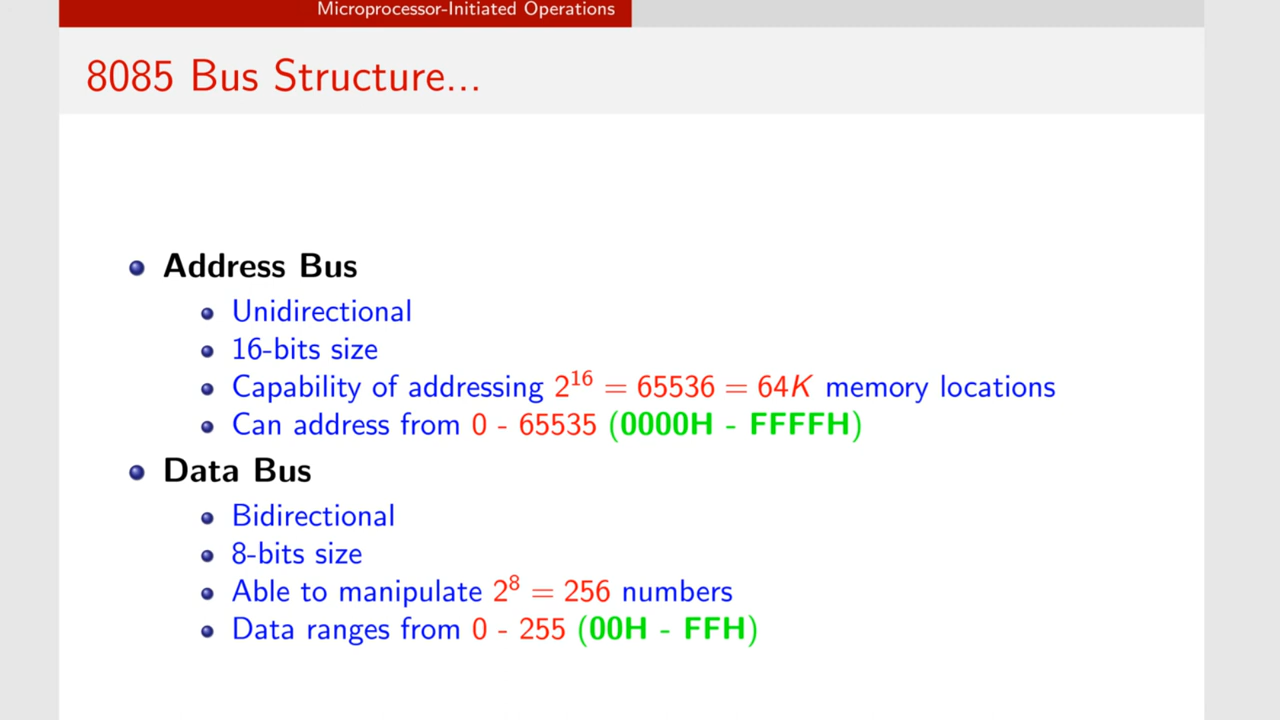 Microprocessor-Initiated Operations
8085 Bus Structure...
Address Bus
Unidirectional
16-bits size
Capability of addressing 2^16 = 65536 = 64K memory locations
Can address from 0 - 65535 (0000H - FFFFH)
Data Bus
Bidirectional
8-bits size
Able to manipulate 2^8 = 256 numbers
Data ranges from 0 - 255 (00H - FFH)